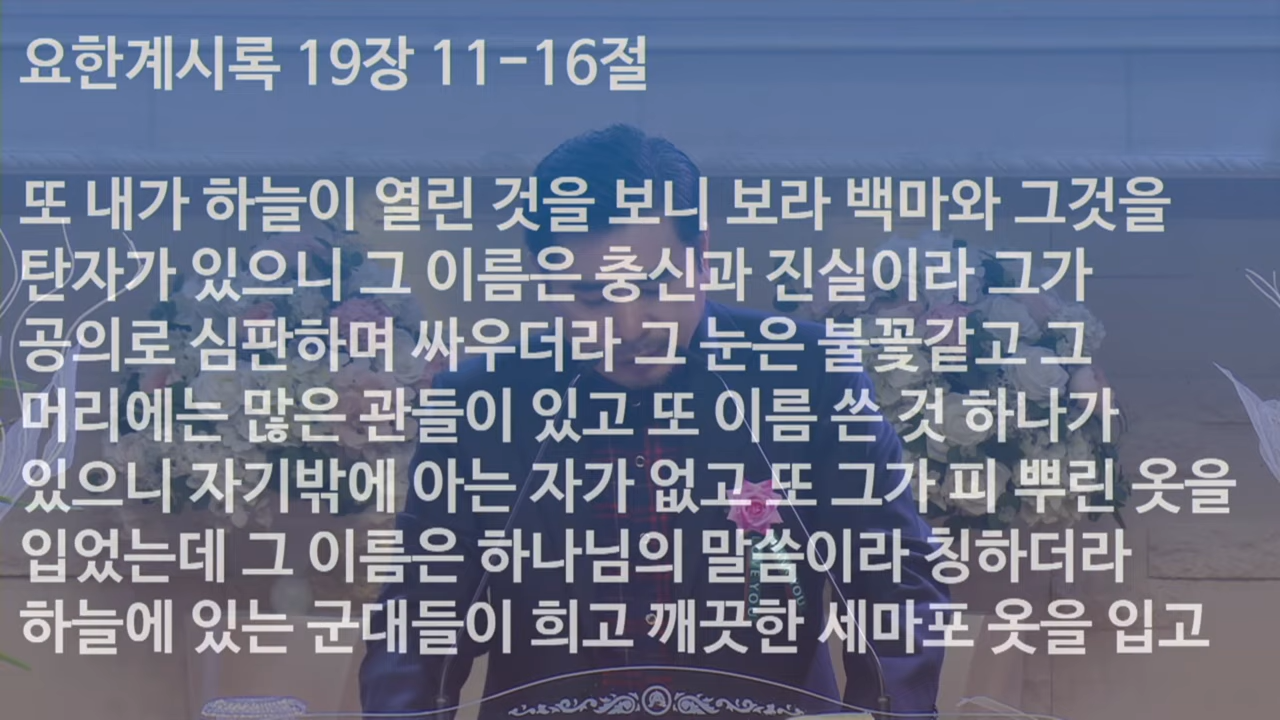 요한계시록 19장 11-16절
또 내가 하늘이 열린 것을 보니 보라 백마와 그것을
탄자가 있으니 그 이름은 충신과 진실이라 그가
공의로 심판하며 싸우더라 그 눈은 불꽃같고 그
머리에는 많은 관들이 있고 또 이름 쓴 것 하나가
있으니 자기밖에 아는 자가 없고 또 그가 피 뿌린 옷을
입었는데 그 이름은 하나님의 말씀이라 칭하더라
하늘에 있는 군대들이 희고 깨끗한 세마포 옷을 입고